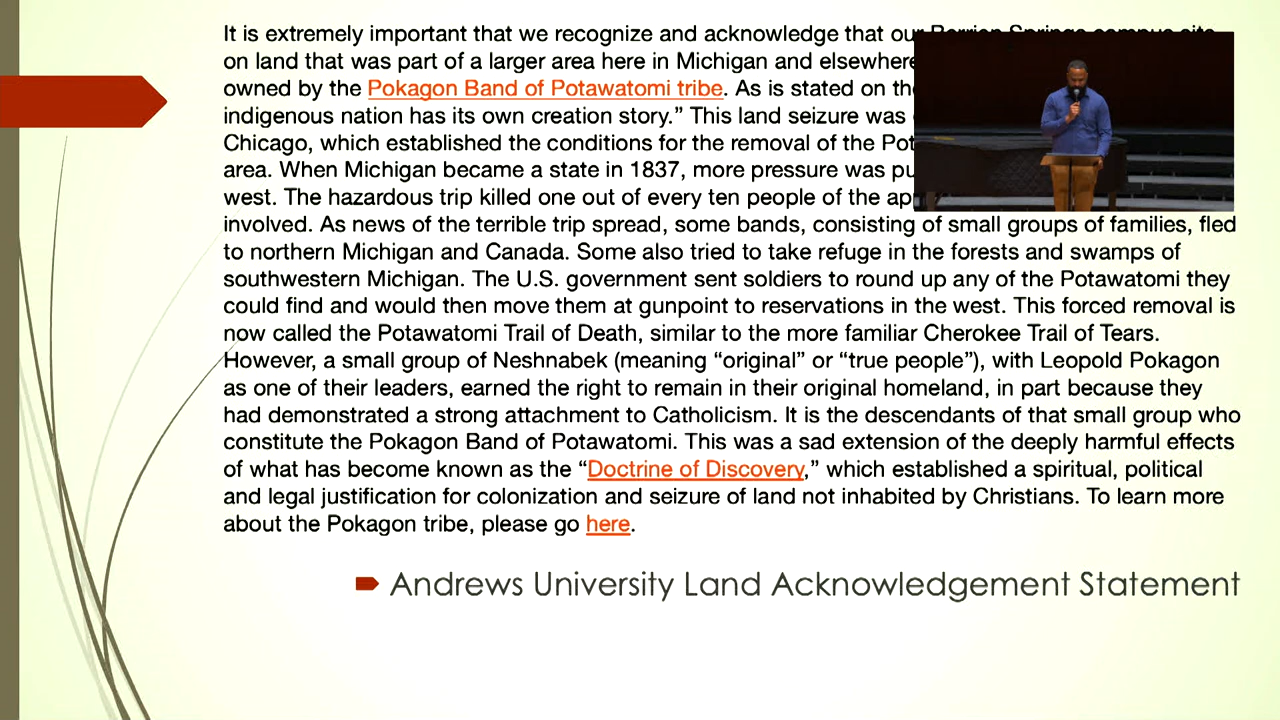 It is extremely important that we recognize and acknowledge that our Berrien Springs campus sits
on land that was part of a larger area here in Michigan and elsewhere
owned by the Pokagon Band of Potawatomi tribe. As is stated on the
indigenous nation has its own creation story.” This land seizure was
Chicago, which established the conditions for the removal of the
area. When Michigan became a state in 1837, more pressure was
west. The hazardous trip killed one out of every ten people of the
involved. As news of the terrible trip spread, some bands, consisting of small groups of families, fled
to northern Michigan and Canada. Some also tried to take refuge in the forests and swamps of
southwestern Michigan. The U.S. government sent soldiers to round up any of the Potawatomi they
could find and would then move them at gunpoint to reservations in the west. This forced removal is
now called the Potawatomi Trail of Death, similar to the more familiar Cherokee Trail of Tears.
However, a small group of Neshnabek (meaning “original” or “true people”), with Leopold Pokagon
as one of their leaders, earned the right to remain in their original homeland, in part because they
had demonstrated a strong attachment to Catholicism. It is the descendants of that small group who
constitute the Pokagon Band of Potawatomi. This was a sad extension of the deeply harmful effects
of what has become known as the “Doctrine of Discovery,” which established a spiritual, political
and legal justification for colonization and seizure of land not inhabited by Christians. To learn more
about the Pokagon tribe, please go here.
Andrews University Land Acknowledgement Statement